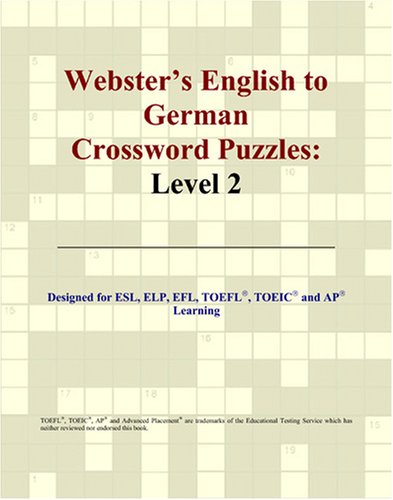 Webster's English to
German
Crossword Puzzles:
Level 2
Designed for ESL, ELP, EFL, TOEFL®, TOEIC® and AP®
Learning
TOEFL®, TOEIC®, AP® and Advanced Placement® are trademarks of the Educational Testing Service which has
neither reviewed nor endorsed this book.